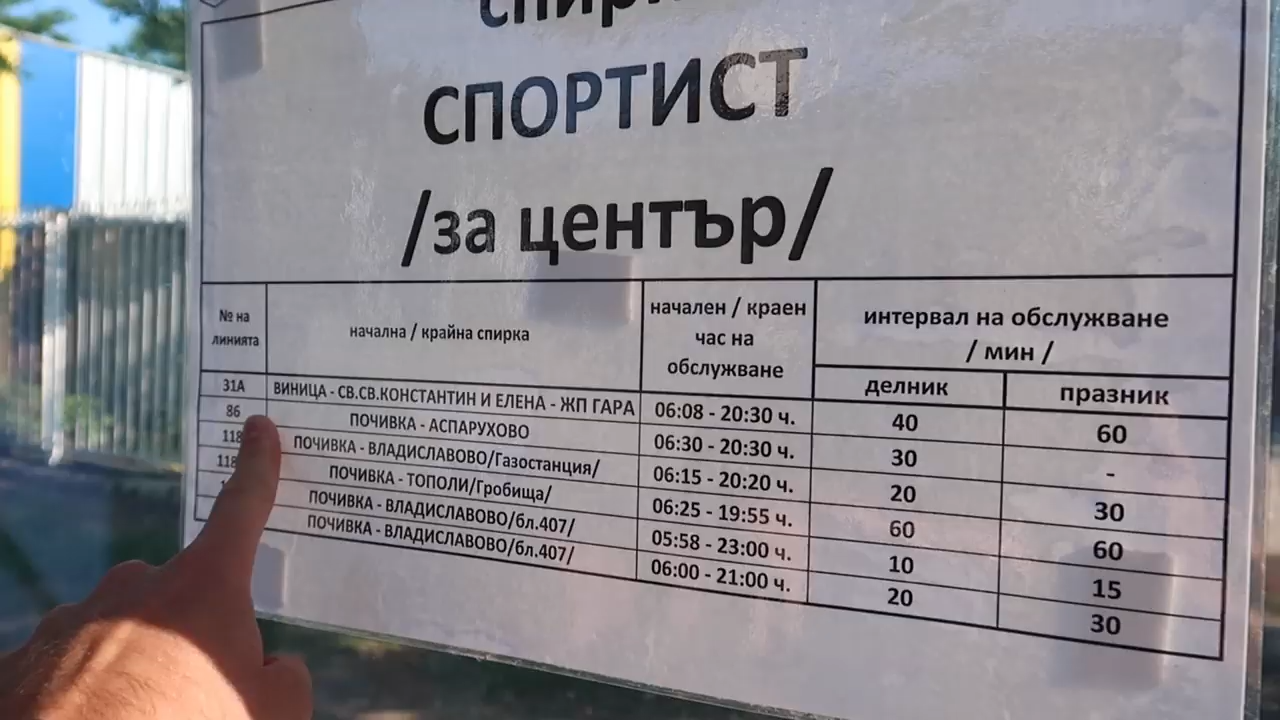 СПОРТИСТ
/за център/
№ на линията
начална / крайна спирка
начален / краен час на обслужване
интервал на обслужване / мин /
делник празник
31А ВИНИЦА - СВ.СВ.КОНСТАНТИН И ЕЛЕНА - ЖП ГАРА 06:08 - 20:30 ч. 40 60
86 ПОЧИВКА - АСПАРУХОВО 06:30 - 20:30 ч. 30 -
118 ПОЧИВКА - ВЛАДИСЛАВОВО/Газостанция/ 06:15 - 20:20 ч. 20 30
118 ПОЧИВКА - ТОПОЛИ/Гробища/ 06:25 - 19:55 ч. 60 60
ПОЧИВКА - ВЛАДИСЛАВОВО/бл.407/ 05:58 - 23:00 ч. 10 15
ПОЧИВКА - ВЛАДИСЛАВОВО/бл.407/ 06:00 - 21:00 ч. 20 30